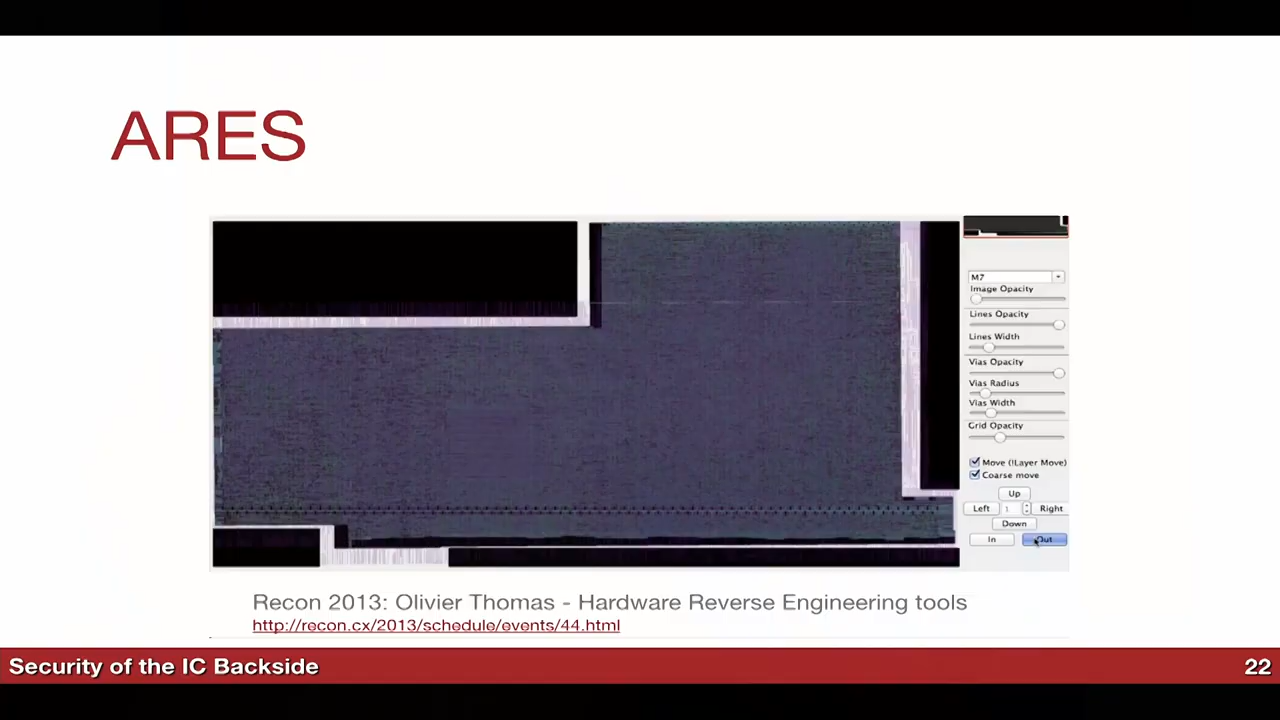 ARES
M7
Image Opacity
Lines Opacity
Lines Width
Vias Opacity
Vias Radius
Vias Width
Grid Opacity
Move (!Layer Move)
Coarse move
Up
Left 1 Right
Down
In Out
Recon 2013: Olivier Thomas - Hardware Reverse Engineering tools
http://recon.cx/2013/schedule/events/44.html
Security of the IC Backside 22